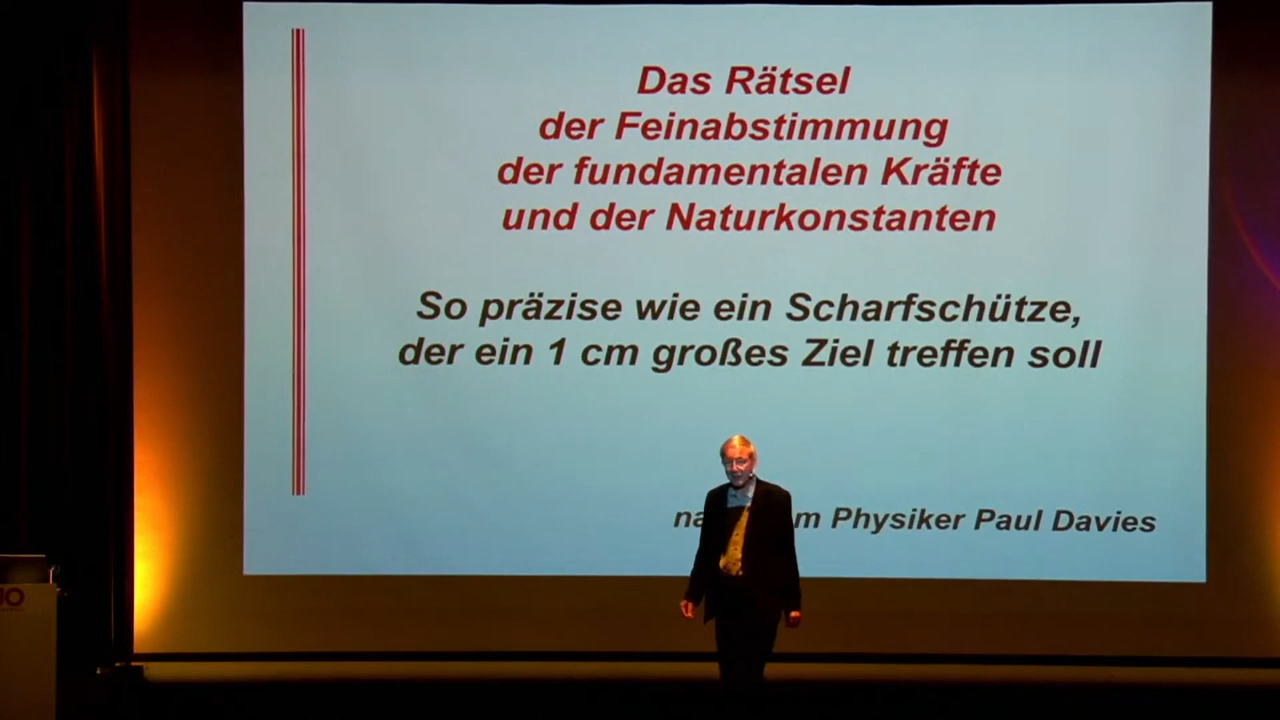 Das Rätsel
der Feinabstimmung
der fundamentalen Kräfte
und der Naturkonstanten
So präzise wie ein Scharfschütze,
der ein 1 cm großes Ziel treffen soll
Physiker Paul Davies